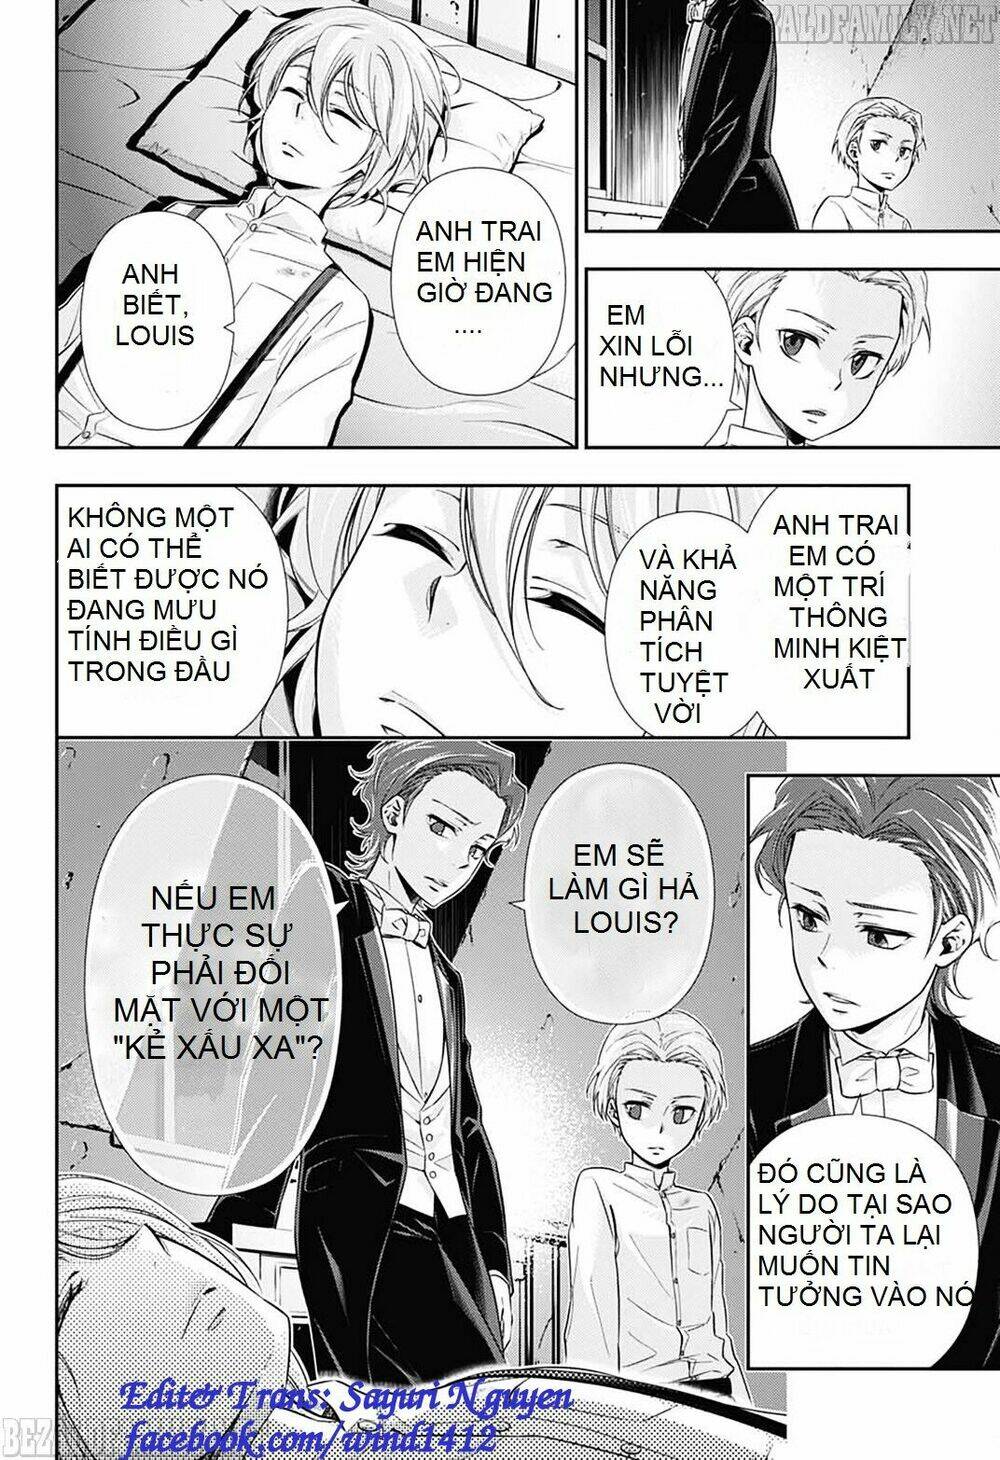 EM
XIN LỖI
NHƯNG...
ANH TRAI
EM HIỆN
GIỜ ĐANG
....
ANH
BIẾT,
LOUIS
ANH TRAI
EM CÓ
MỘT TRÍ
THÔNG
MINH KIỆT
XUẤT
VÀ KHẢ
NĂNG
PHÂN
TÍCH
TUYỆT
VỜI
KHÔNG MỘT
AI CÓ THỂ
BIẾT ĐƯỢC NÓ
ĐANG MƯU
TÍNH ĐIỀU GÌ
TRONG ĐẦU
ĐÓ CŨNG LÀ
LÝ DO TẠI SAO
NGƯỜI TA LẠI
MUỐN TIN
TƯỞNG VÀO NÓ
EM SẼ
LÀM GÌ HẢ
LOUIS?
NẾU EM
THỰC SỰ
PHẢI ĐỐI
MẶT VỚI MỘT
"KẺ XẤU XA"?
Edit& Trans: Sayuri Nguyen
facebook.com/wind1412